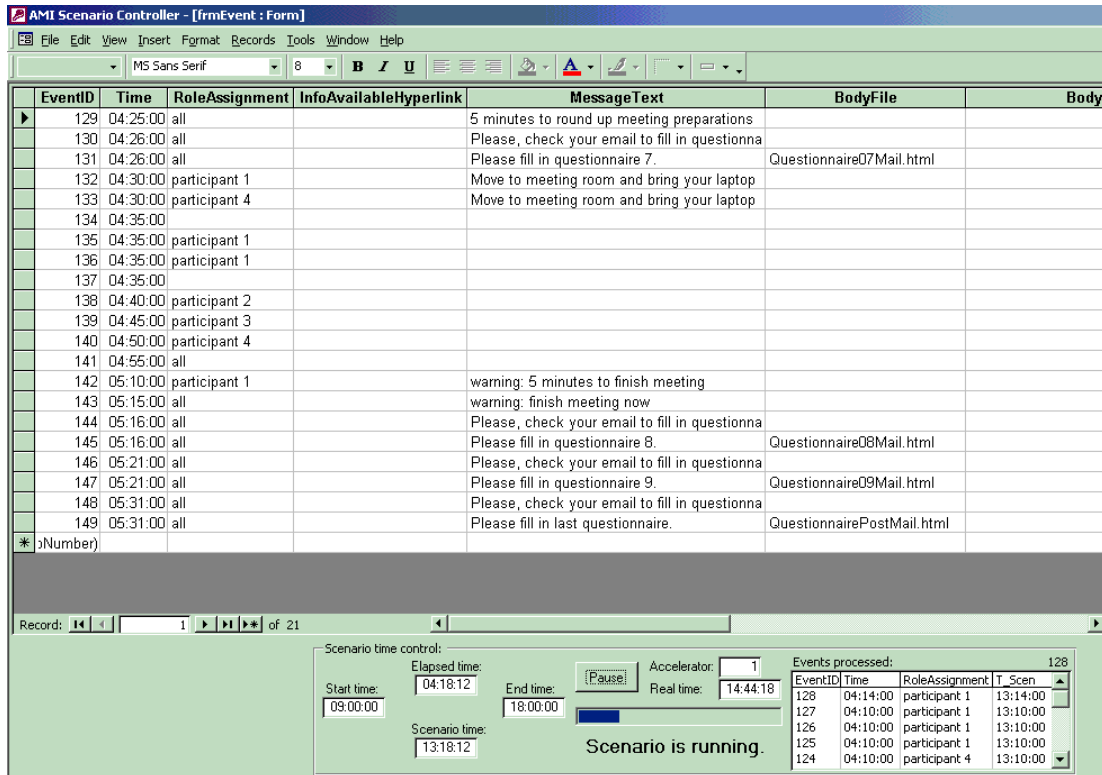 AMI Scenario Controller - [frmEvent : Form]
File Edit View Insert Format Records Tools Window Help
MS Sans Serif 8 B I U A
EventID Time RoleAssignment InfoAvailableHyperlink MessageText BodyFile Body
129 04:25:00 all 5 minutes to round up meeting preparations
130 04:26:00 all Please, check your email to fill in questionna
131 04:26:00 all Please fill in questionnaire 7. Questionnaire07Mail.html
132 04:30:00 participant 1 Move to meeting room and bring your laptop
133 04:30:00 participant 4 Move to meeting room and bring your laptop
134 04:35:00
135 04:35:00 participant 1
136 04:35:00 participant 1
137 04:35:00
138 04:40:00 participant 2
139 04:45:00 participant 3
140 04:50:00 participant 4
141 04:55:00 all
142 05:10:00 participant 1 warning: 5 minutes to finish meeting
143 05:15:00 all warning: finish meeting now
144 05:16:00 all Please, check your email to fill in questionna
145 05:16:00 all Please fill in questionnaire 8. Questionnaire08Mail.html
146 05:21:00 all Please, check your email to fill in questionna
147 05:21:00 all Please fill in questionnaire 9. Questionnaire09Mail.html
148 05:31:00 all Please, check your email to fill in questionna
149 05:31:00 all Please fill in last questionnaire. QuestionnairePostMail.html
oNumber)
Record: 1 of 21
Scenario time control:
Elapsed time:
04:18:12
Start time:
09:00:00
End time:
18:00:00
Scenario time:
13:18:12
Pause
Accelerator: 1
Real time: 14:44:18
Scenario is running.
Events processed: 128
EventID Time RoleAssignment T_Scen
128 04:14:00 participant 1 13:14:00
127 04:10:00 participant 1 13:10:00
126 04:10:00 participant 1 13:10:00
125 04:10:00 participant 1 13:10:00
124 04:10:00 participant 4 13:10:00